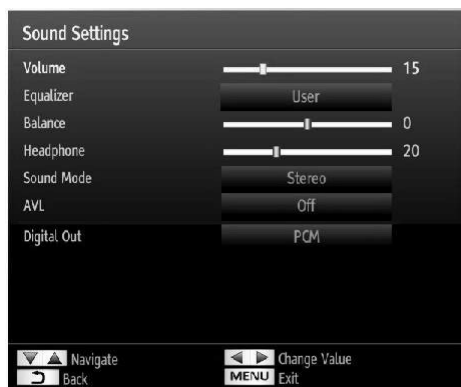 Sound Settings
Volume 15
Equalizer User
Balance 0
Headphone 20
Sound Mode Stereo
AVL Off
Digital Out PCM
Navigate Change Value
Back MENU Exit